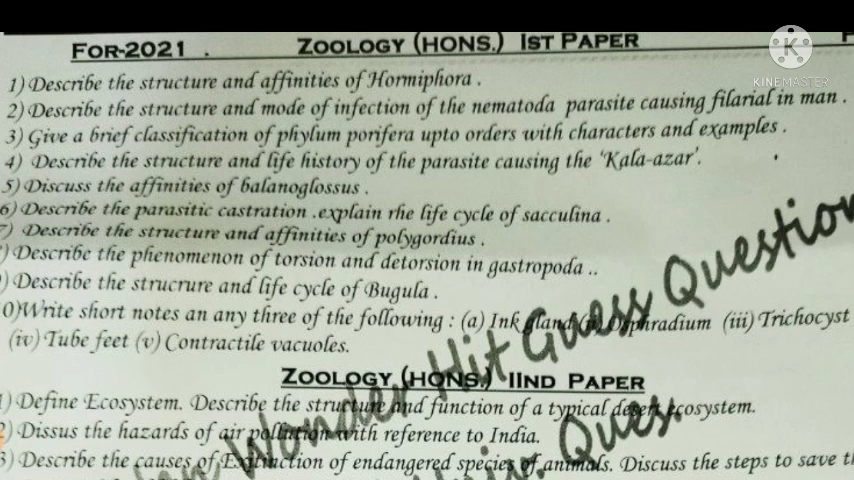 FOR-2021 . ZOOLOGY (HONS.) IST PAPER
K
KINEMASTER
1) Describe the structure and affinities of Hormiphora .
2) Describe the structure and mode of infection of the nematoda parasite causing filarial in man .
3) Give a brief classification of phylum porifera upto orders with characters and examples .
4) Describe the structure and life history of the parasite causing the 'Kala-azar'.
5) Discuss the affinities of balanoglossus .
6) Describe the parasitic castration .explain rhe life cycle of sacculina .
7) Describe the structure and affinities of polygordius .
) Describe the phenomenon of torsion and detorsion in gastropoda ..
) Describe the strucrure and life cycle of Bugula .
0)Write short notes an any three of the following : (a) Ink gland (ii) Osphradium (iii) Trichocyst
(iv) Tube feet (v) Contractile vacuoles.
ZOOLOGY (HONS.) IIND PAPER
1) Define Ecosystem. Describe the structure and function of a typical desert ecosystem.
2) Dissus the hazards of air pollution with reference to India.
3) Describe the causes of Extinction of endangered species of animals. Discuss the steps to save th
Wonder Hit Guess Question
Ques.